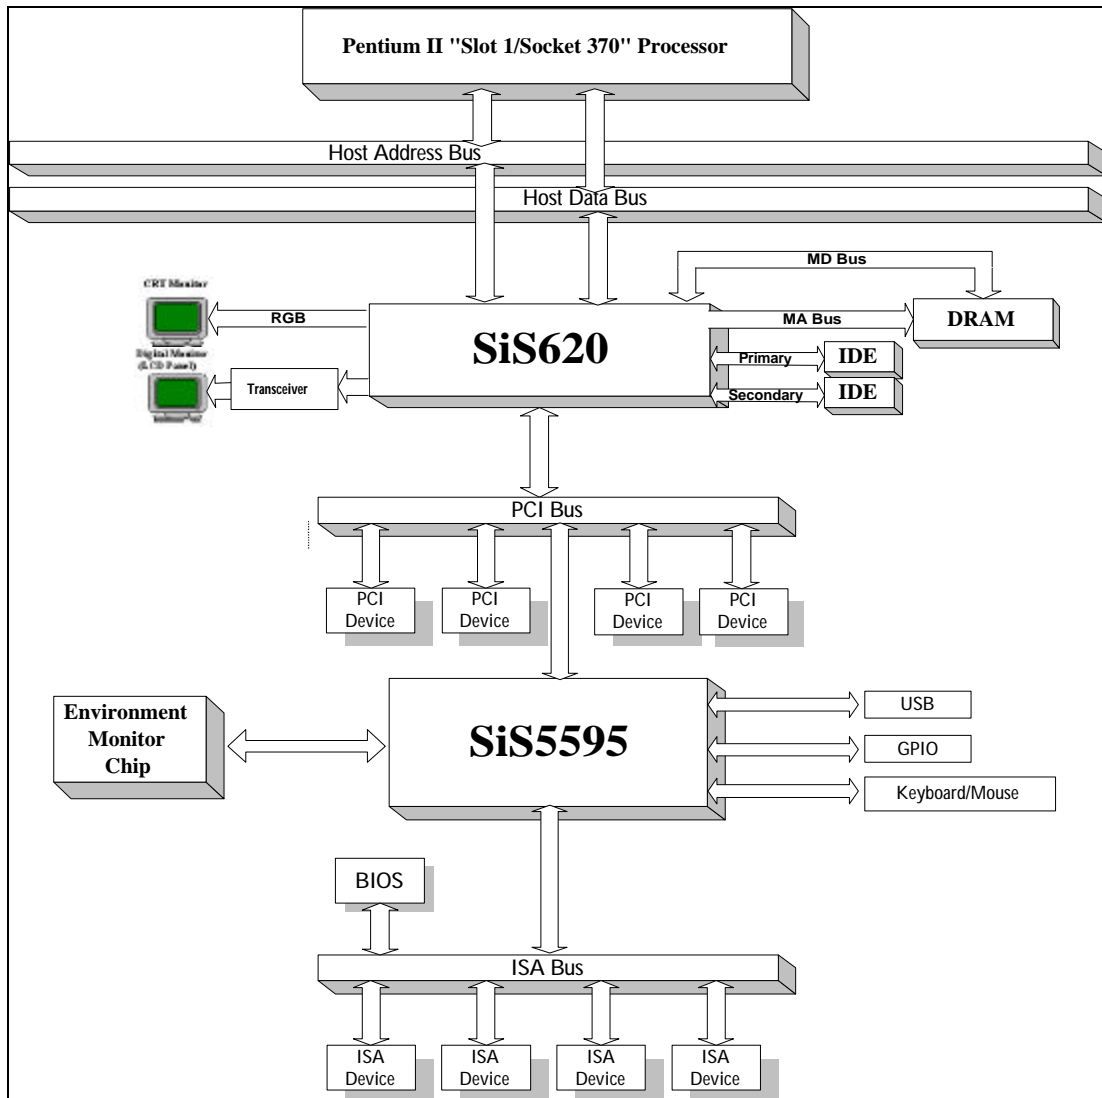 Pentium II "Slot 1/Socket 370" Processor
Host Address Bus
Host Data Bus
MD Bus
CRT Monitor
RGB
SiS620
MA Bus
DRAM
Digital Monitor
(LCD Panel)
Transceiver
Primary
IDE
Secondary
IDE
PCI Bus
PCI
Device
PCI
Device
PCI
Device
PCI
Device
Environment
Monitor
Chip
SiS5595
USB
GPIO
Keyboard/Mouse
BIOS
ISA Bus
ISA
Device
ISA
Device
ISA
Device
ISA
Device